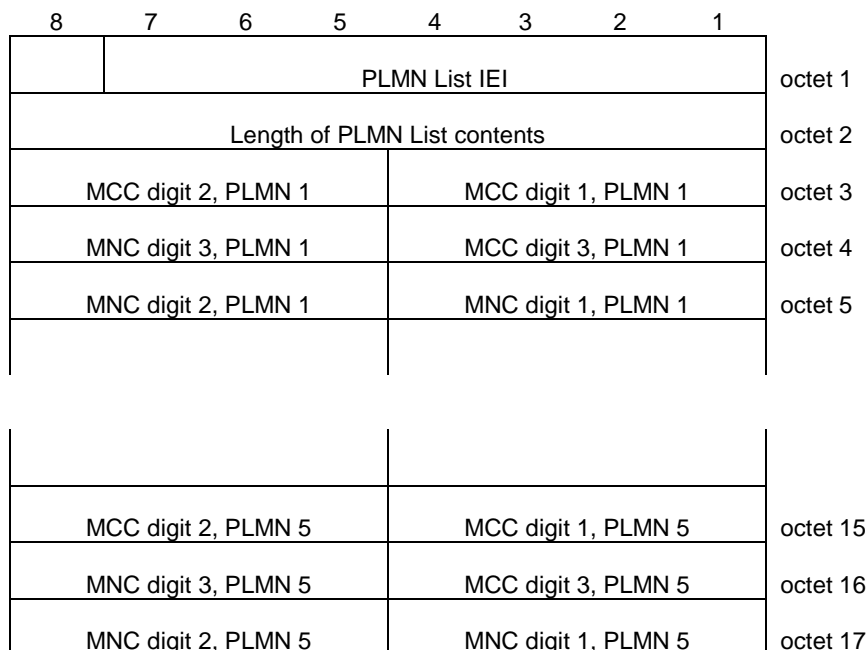 8 7 6 5 4 3 2 1
PLMN List IEI octet 1
Length of PLMN List contents octet 2
MCC digit 2, PLMN 1 MCC digit 1, PLMN 1 octet 3
MNC digit 3, PLMN 1 MCC digit 3, PLMN 1 octet 4
MNC digit 2, PLMN 1 MNC digit 1, PLMN 1 octet 5
MCC digit 2, PLMN 5 MCC digit 1, PLMN 5 octet 15
MNC digit 3, PLMN 5 MCC digit 3, PLMN 5 octet 16
MNC digit 2, PLMN 5 MNC digit 1, PLMN 5 octet 17